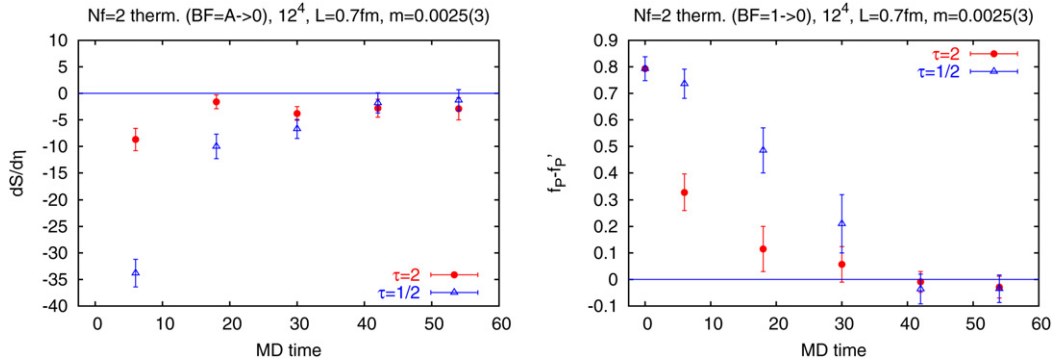 Nf=2 therm. (BF=A->0), 12⁴, L=0.7fm, m=0.0025(3)
dS/dη
10
5
0
-5
-10
-15
-20
-25
-30
-35
-40
τ=2
τ=1/2
0 10 20 30 40 50 60
MD time
Nf=2 therm. (BF=1->0), 12⁴, L=0.7fm, m=0.0025(3)
f_P-f_P'
0.9
0.8
0.7
0.6
0.5
0.4
0.3
0.2
0.1
0
-0.1
τ=2
τ=1/2
0 10 20 30 40 50 60
MD time